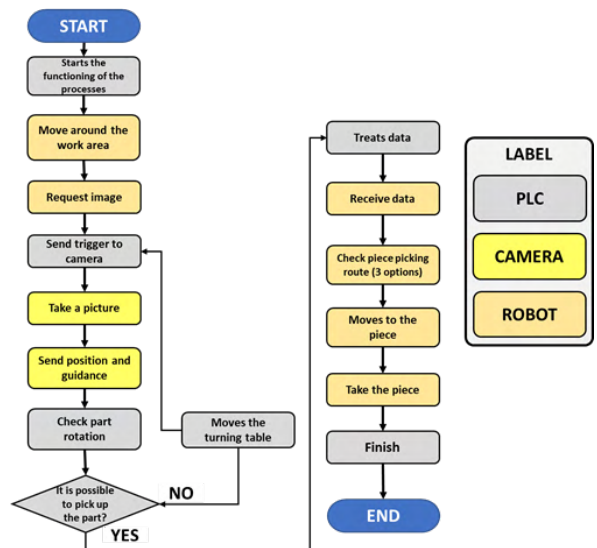 START
Starts the
functioning of the
processes
Move around the
work area
Request image
Send trigger to
camera
Take a picture
Send position and
guidance
Check part
rotation
Moves the
turning table
It is possible
to pick up
the part?
NO
YES
Treats data
Receive data
Check piece picking
route (3 options)
Moves to the
piece
Take the piece
Finish
END
LABEL
PLC
CAMERA
ROBOT